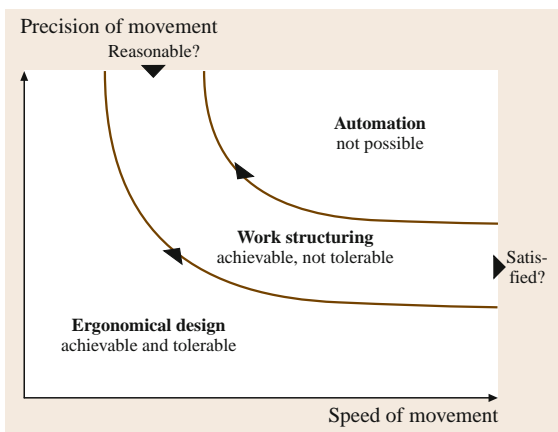 Precision of movement
Reasonable?
Automation
not possible
Work structuring
achievable, not tolerable
Satis-
fied?
Ergonomical design
achievable and tolerable
Speed of movement